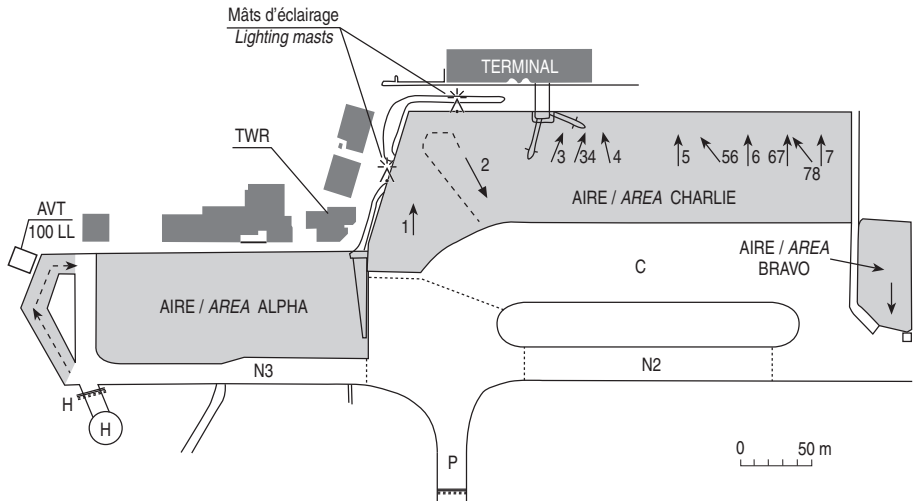 Mâts d'éclairage
Lighting masts
TERMINAL
TWR
AVT
100 LL
1
2
3
34
4
5
56
6
67
78
7
AIRE / AREA CHARLIE
AIRE / AREA
BRAVO
C
AIRE / AREA ALPHA
N3
N2
H
H
P
0
50 m